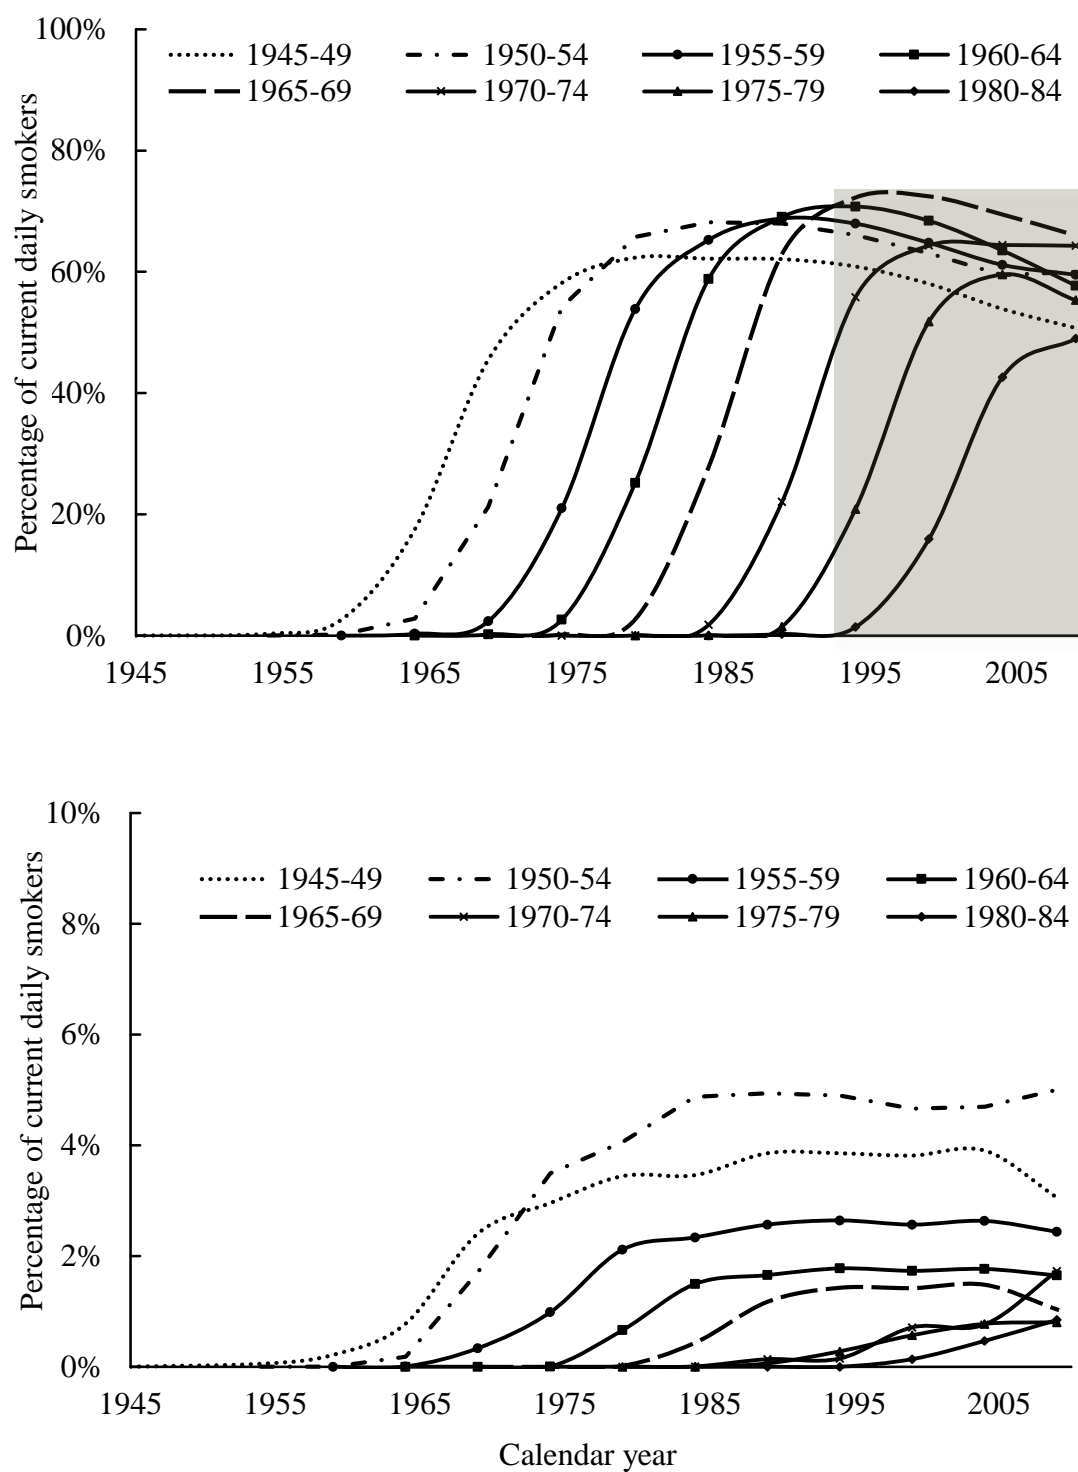 100%
1945-49 1950-54 1955-59 1960-64
1965-69 1970-74 1975-79 1980-84
80%
60%
40%
20%
0%
Percentage of current daily smokers
1945 1955 1965 1975 1985 1995 2005
10%
1945-49 1950-54 1955-59 1960-64
1965-69 1970-74 1975-79 1980-84
8%
6%
4%
2%
0%
Percentage of current daily smokers
1945 1955 1965 1975 1985 1995 2005
Calendar year